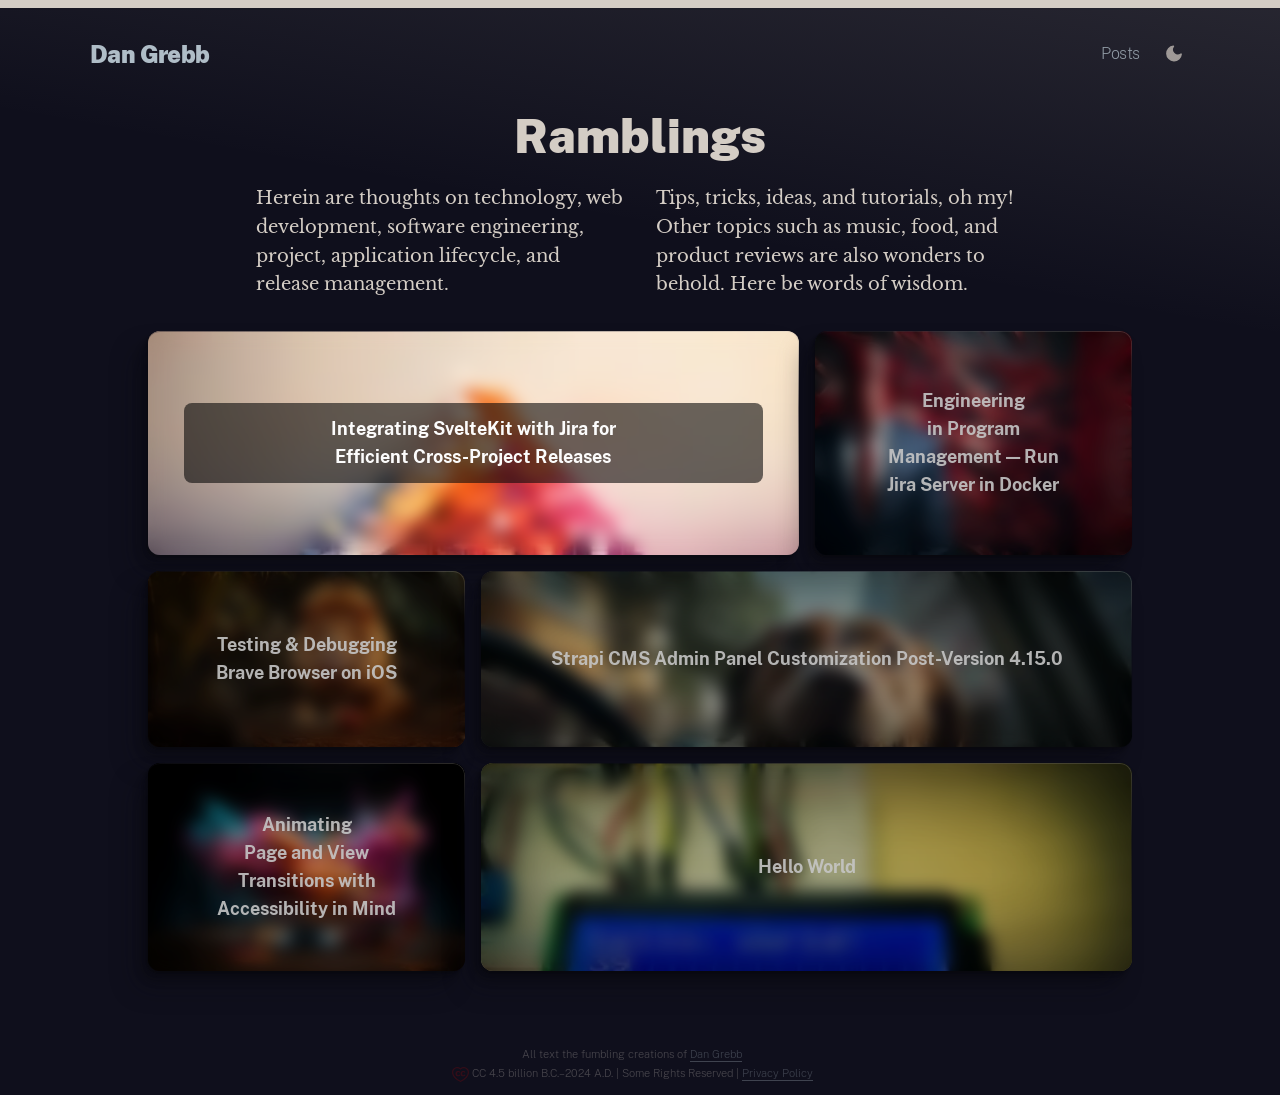 Dan Grebb
Posts
Ramblings
Herein are thoughts on technology, web
development, software engineering,
project, application lifecycle, and
release management.
Tips, tricks, ideas, and tutorials, oh my!
Other topics such as music, food, and
product reviews are also wonders to
behold. Here be words of wisdom.
Integrating SvelteKit with Jira for
Efficient Cross-Project Releases
Engineering
in Program
Management — Run
Jira Server in Docker
Testing & Debugging
Brave Browser on iOS
Strapi CMS Admin Panel Customization Post-Version 4.15.0
Animating
Page and View
Transitions with
Accessibility in Mind
Hello World
All text the fumbling creations of Dan Grebb
CC 4.5 billion B.C.–2024 A.D. | Some Rights Reserved | Privacy Policy